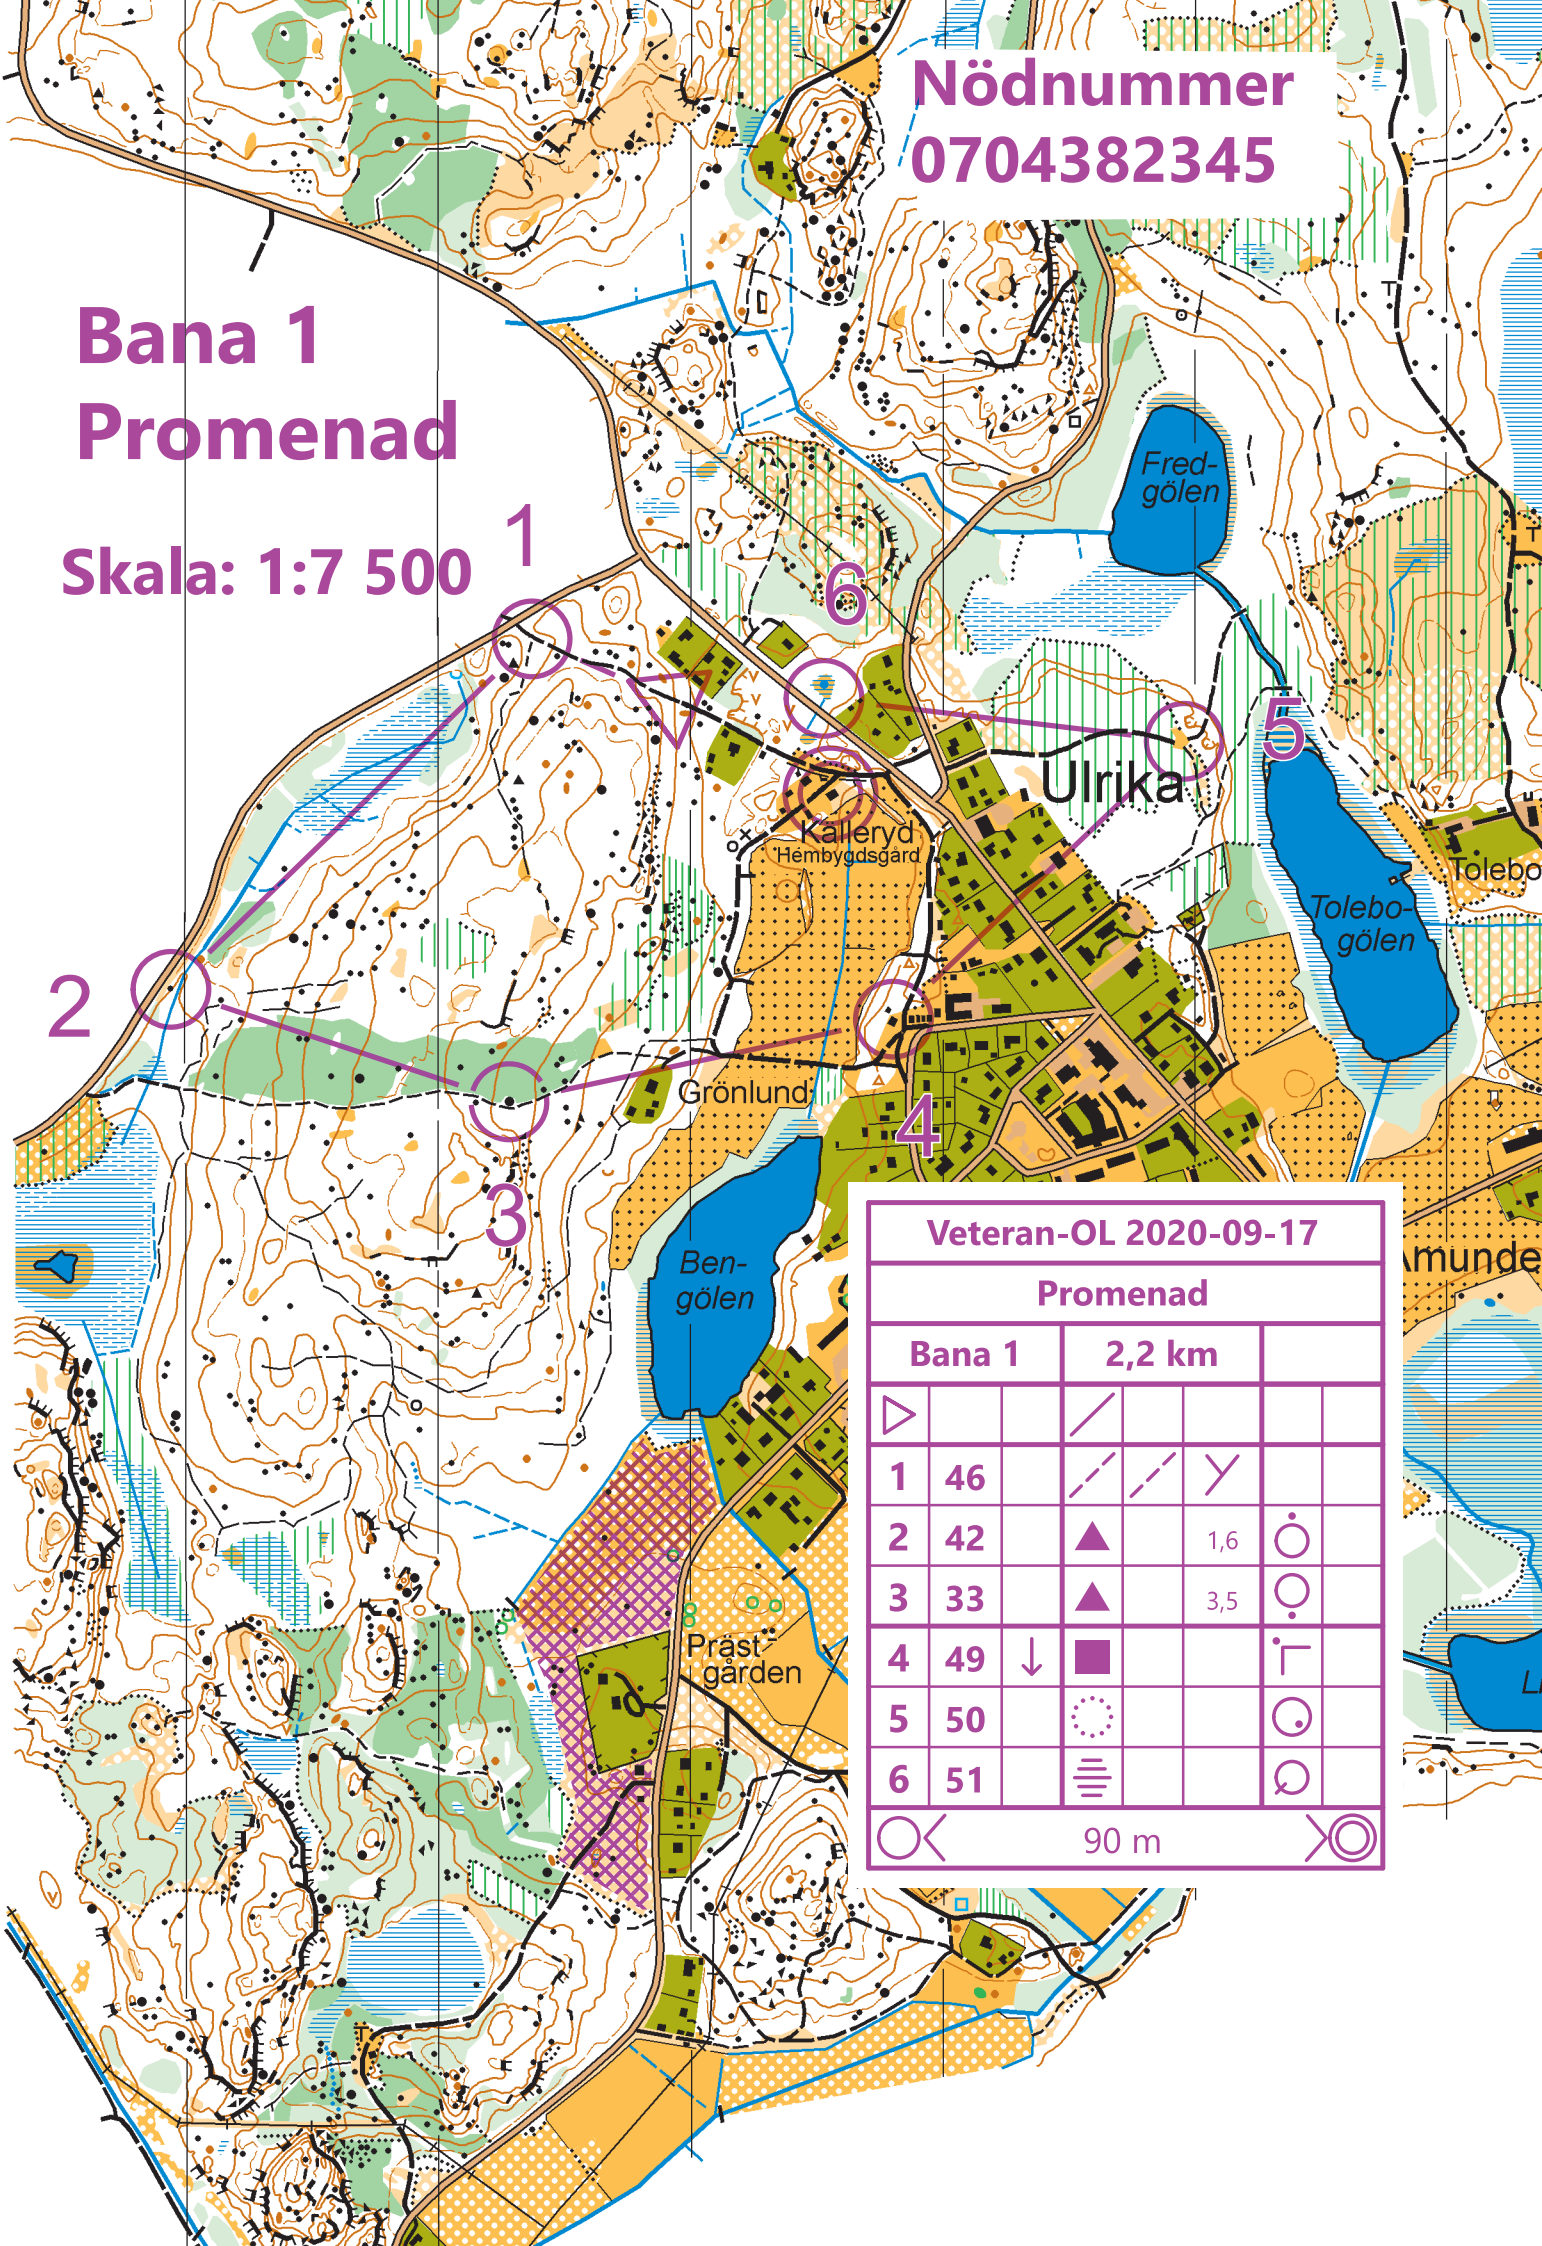 Nödnummer
0704382345
Bana 1
Promenad
Skala: 1:7 500
1
2
3
4
5
6
Fred-
gölen
Ulrika
Källeryd
Hembygdsgård
Tolebo
Tolebo-
gölen
Grönlund
Ben-
gölen
Präst-
gården
Veteran-OL 2020-09-17
Promenad
Bana 1 2,2 km
1 46
2 42 1,6
3 33 3,5
4 49
5 50
6 51
90 m